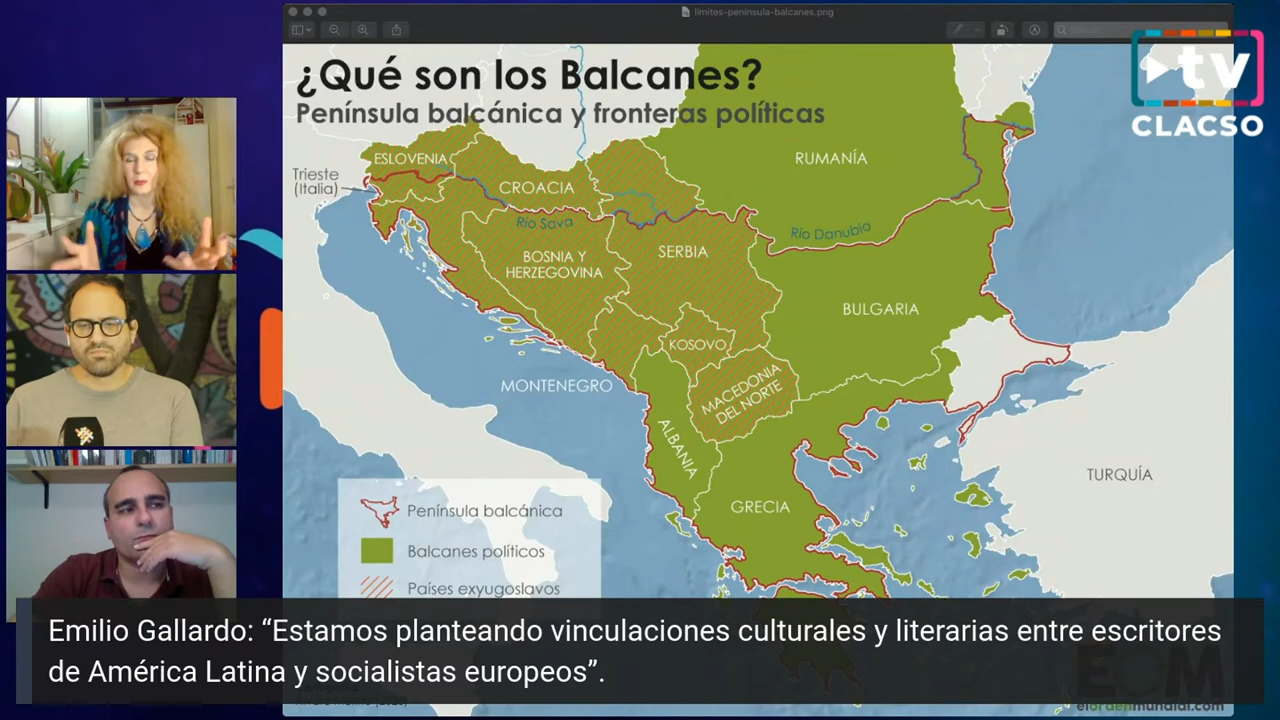 limites-peninsula-balcanes.png
tv
CLACSO
¿Qué son los Balcanes?
Península balcánica y fronteras políticas
ESLOVENIA
Trieste
(Italia)
CROACIA
RUMANÍA
Río Sava
Río Danubio
BOSNIA Y
HERZEGOVINA
SERBIA
BULGARIA
KOSOVO
MONTENEGRO
MACEDONIA
DEL NORTE
ALBANIA
TURQUÍA
GRECIA
Península balcánica
Balcanes políticos
Países exyugoslavos
Emilio Gallardo: “Estamos planteando vinculaciones culturales y literarias entre escritores
de América Latina y socialistas europeos”.
EOM
elordenmundial.com